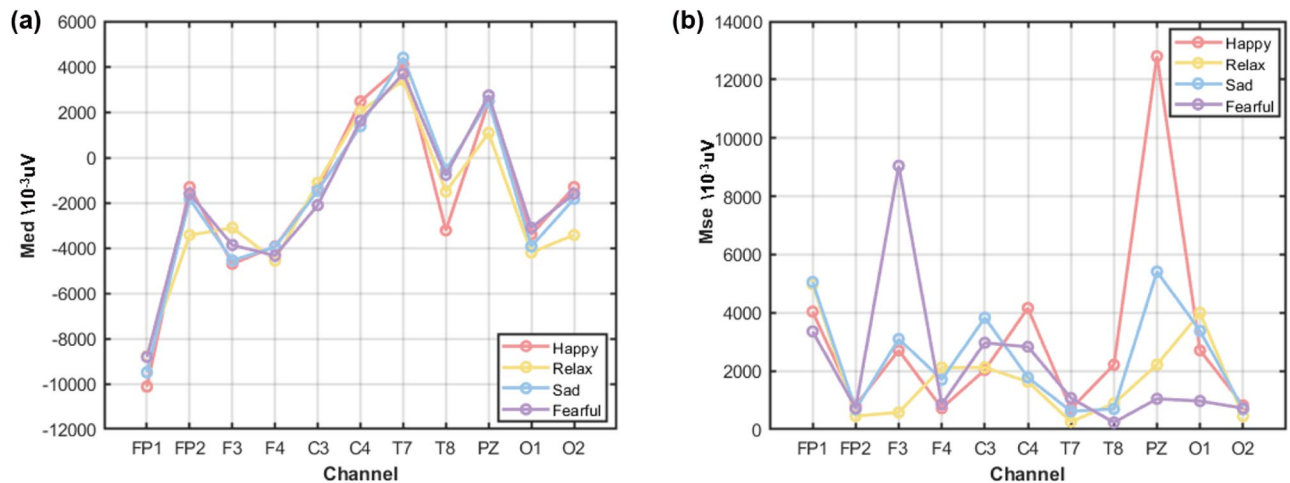 (a)
6000
4000
2000
0
-2000
-4000
-6000
-8000
-10000
-12000
Med \10⁻³uV
FP1 FP2 F3 F4 C3 C4 T7 T8 PZ O1 O2
Channel
Happy
Relax
Sad
Fearful
(b)
14000
12000
10000
8000
6000
4000
2000
0
Mse \10⁻³uV
FP1 FP2 F3 F4 C3 C4 T7 T8 PZ O1 O2
Channel
Happy
Relax
Sad
Fearful